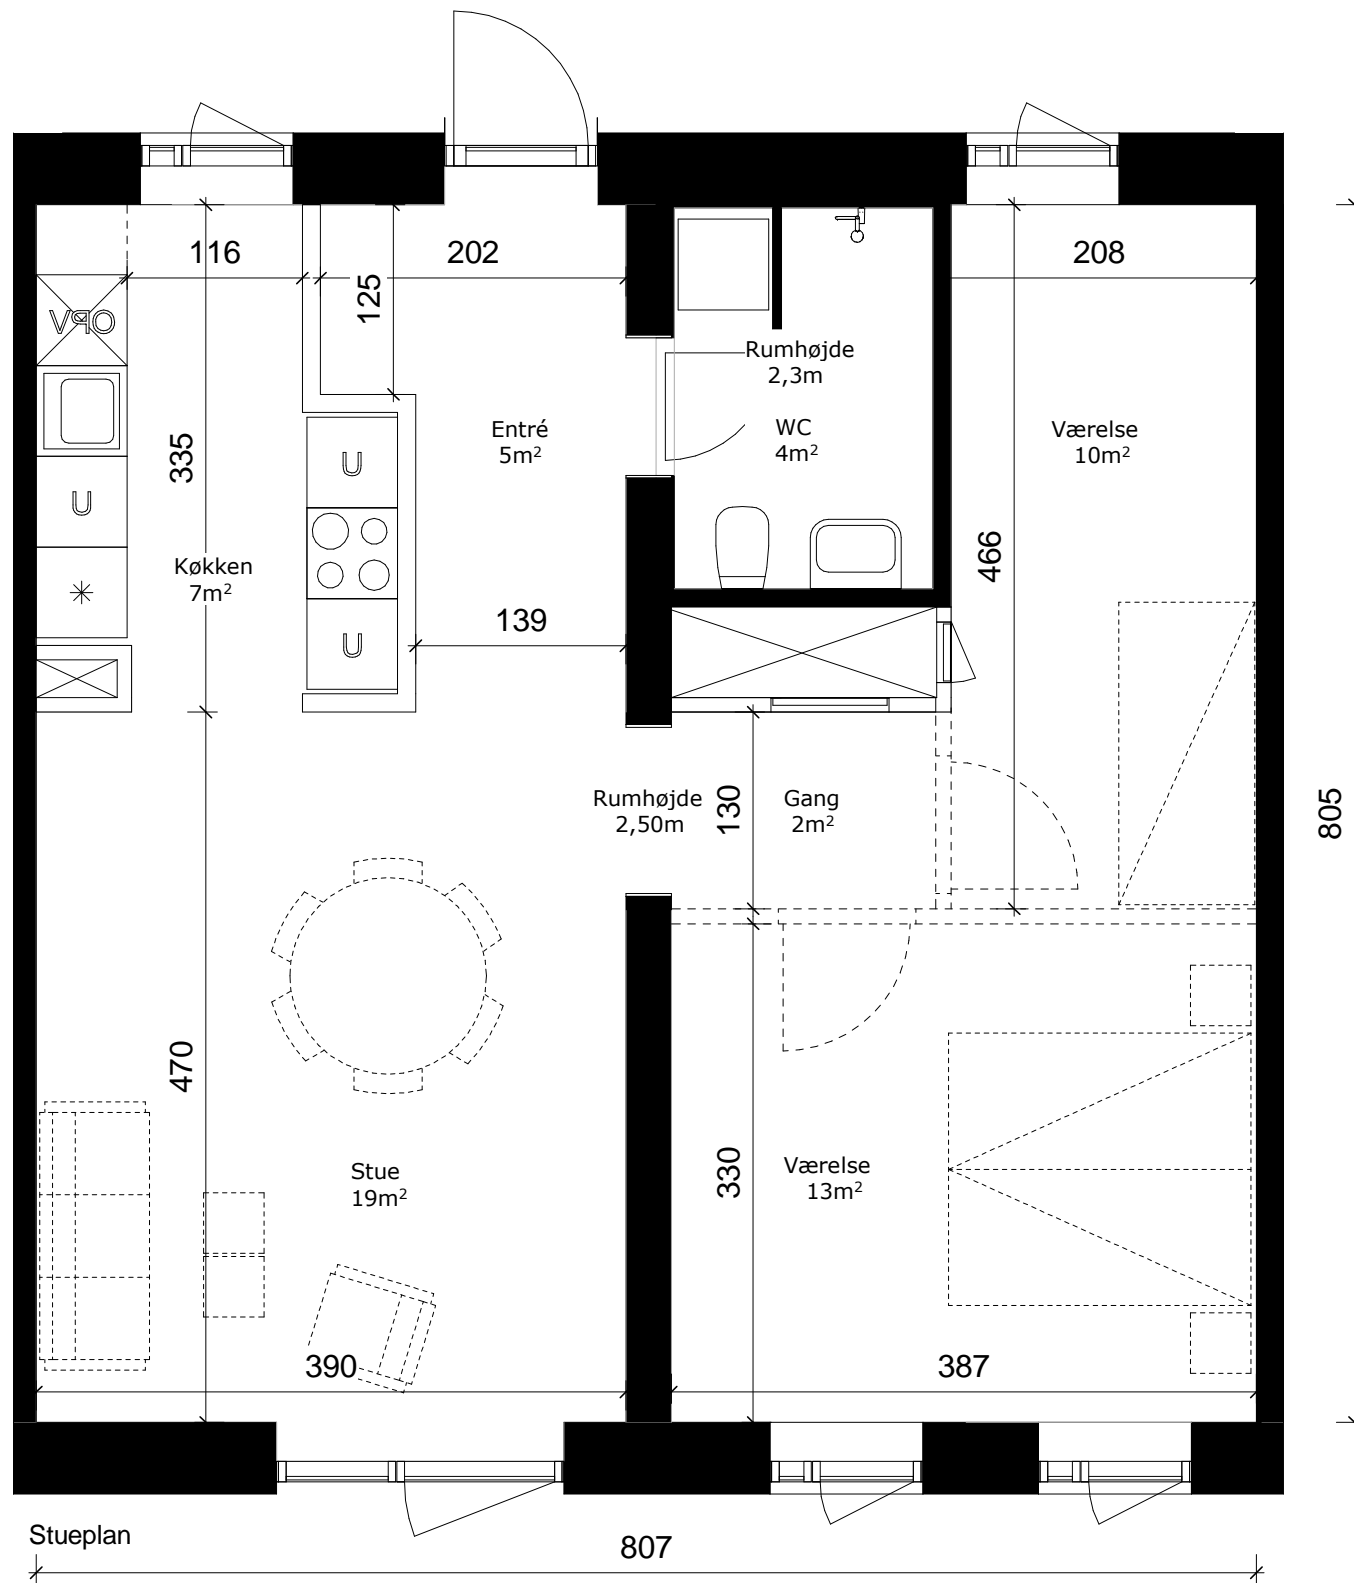 116
202
208
125
OPV
Rumhøjde
2,3m
Entré
5m²
WC
4m²
Værelse
10m²
335
U
U
466
Køkken
7m²
139
U
Rumhøjde
2,50m
130
Gang
2m²
805
470
Stue
19m²
330
Værelse
13m²
390
387
Stueplan
807